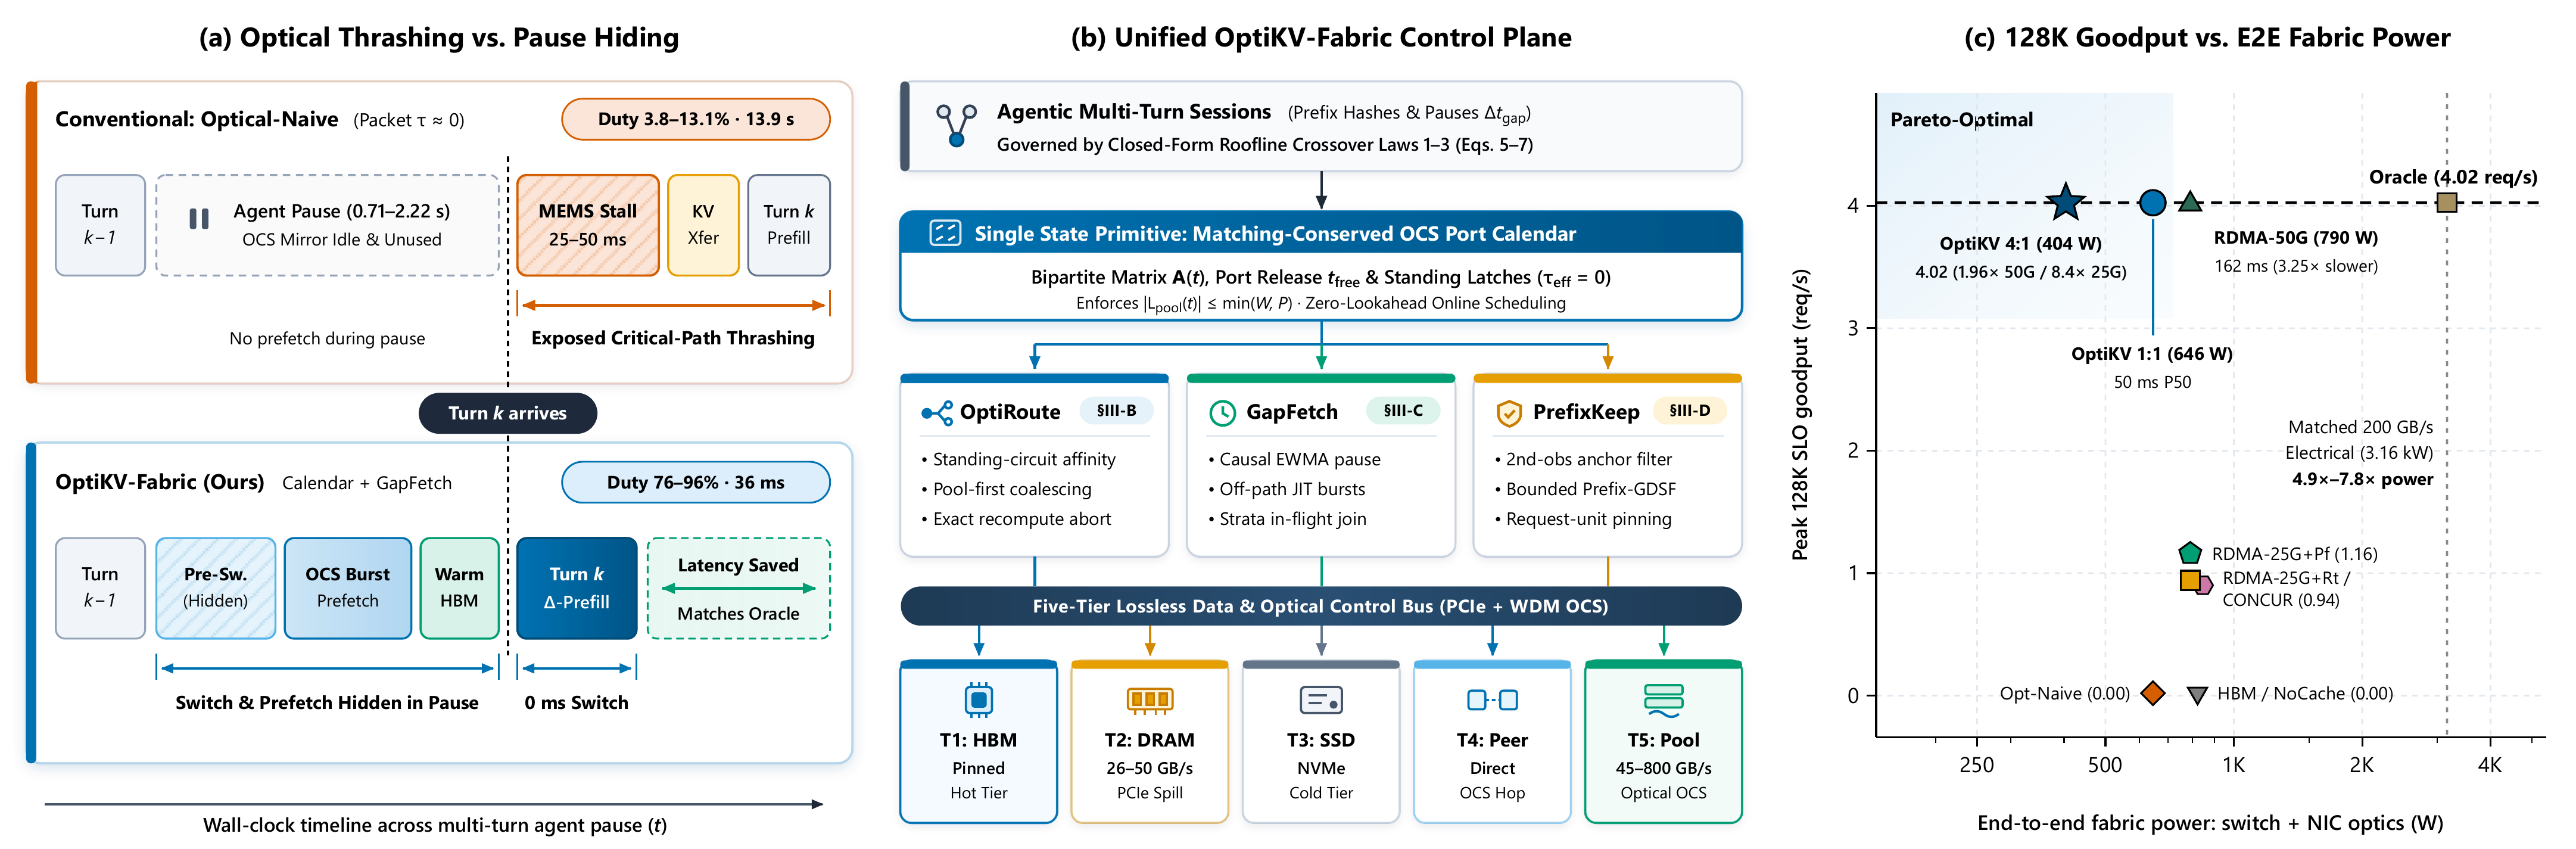 (a) Optical Thrashing vs. Pause Hiding
Conventional: Optical-Naive (Packet τ ≈ 0)
Duty 3.8–13.1% · 13.9 s
Turn
k−1
Agent Pause (0.71–2.22 s)
OCS Mirror Idle & Unused
MEMS Stall
25–50 ms
KV
Xfer
Turn k
Prefill
No prefetch during pause
Exposed Critical-Path Thrashing
Turn k arrives
OptiKV-Fabric (Ours) Calendar + GapFetch
Duty 76–96% · 36 ms
Turn
k−1
Pre-Sw.
(Hidden)
OCS Burst
Prefetch
Warm
HBM
Turn k
Δ-Prefill
Latency Saved
Matches Oracle
Switch & Prefetch Hidden in Pause
0 ms Switch
Wall-clock timeline across multi-turn agent pause (t)
(b) Unified OptiKV-Fabric Control Plane
Agentic Multi-Turn Sessions (Prefix Hashes & Pauses Δt_gap)
Governed by Closed-Form Roofline Crossover Laws 1–3 (Eqs. 5–7)
Single State Primitive: Matching-Conserved OCS Port Calendar
Bipartite Matrix A(t), Port Release t_free & Standing Latches (τ_eff = 0)
Enforces |L_pool(t)| ≤ min(W, P) · Zero-Lookahead Online Scheduling
OptiRoute §III-B
• Standing-circuit affinity
• Pool-first coalescing
• Exact recompute abort
GapFetch §III-C
• Causal EWMA pause
• Off-path JIT bursts
• Strata in-flight join
PrefixKeep §III-D
• 2nd-obs anchor filter
• Bounded Prefix-GDSF
• Request-unit pinning
Five-Tier Lossless Data & Optical Control Bus (PCIe + WDM OCS)
T1: HBM
Pinned
Hot Tier
T2: DRAM
26–50 GB/s
PCIe Spill
T3: SSD
NVMe
Cold Tier
T4: Peer
Direct
OCS Hop
T5: Pool
45–800 GB/s
Optical OCS
(c) 128K Goodput vs. E2E Fabric Power
Pareto-Optimal
Oracle (4.02 req/s)
OptiKV 4:1 (404 W)
4.02 (1.96× 50G / 8.4× 25G)
RDMA-50G (790 W)
162 ms (3.25× slower)
OptiKV 1:1 (646 W)
50 ms P50
Matched 200 GB/s
Electrical (3.16 kW)
4.9×–7.8× power
RDMA-25G+Pf (1.16)
RDMA-25G+Rt /
CONCUR (0.94)
Opt-Naive (0.00)
HBM / NoCache (0.00)
Peak 128K SLO goodput (req/s)
4
3
2
1
0
250
500
1K
2K
4K
End-to-end fabric power: switch + NIC optics (W)